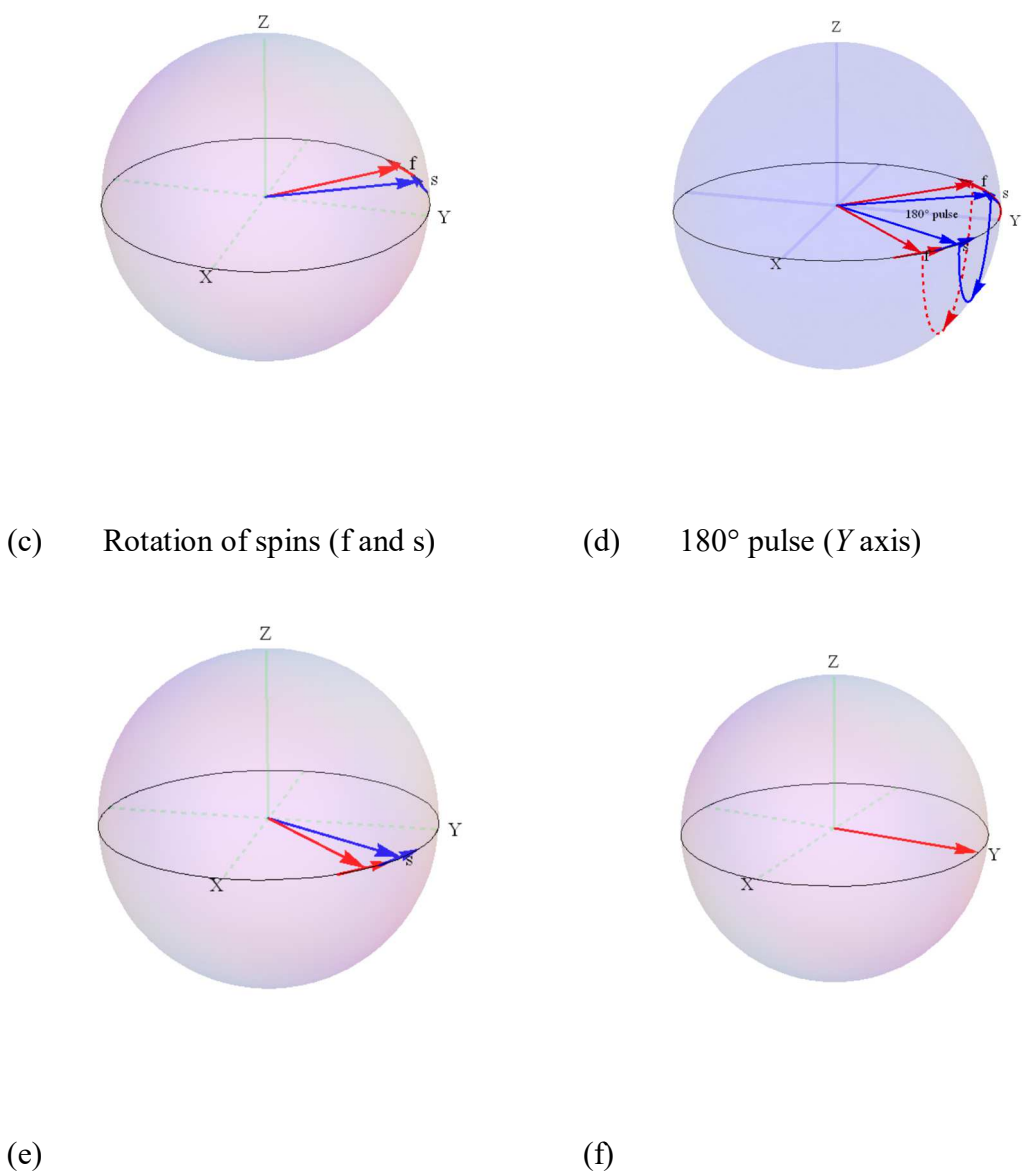 Z
f
s
Y
X
Z
f
s
180° pulse
Y
f
s
X
(c) Rotation of spins (f and s)
(d) 180° pulse (Y axis)
Z
Y
s
X
Z
Y
X
(e)
(f)